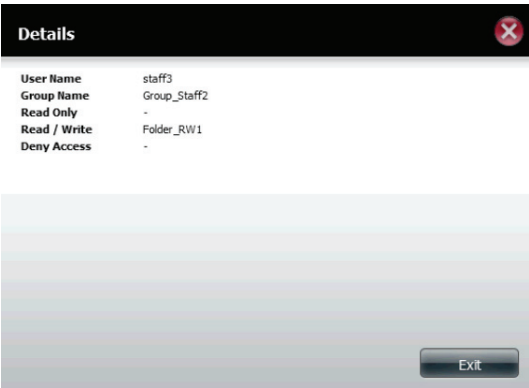 Details
User Name staff3
Group Name Group_Staff2
Read Only -
Read / Write Folder_RW1
Deny Access -
Exit